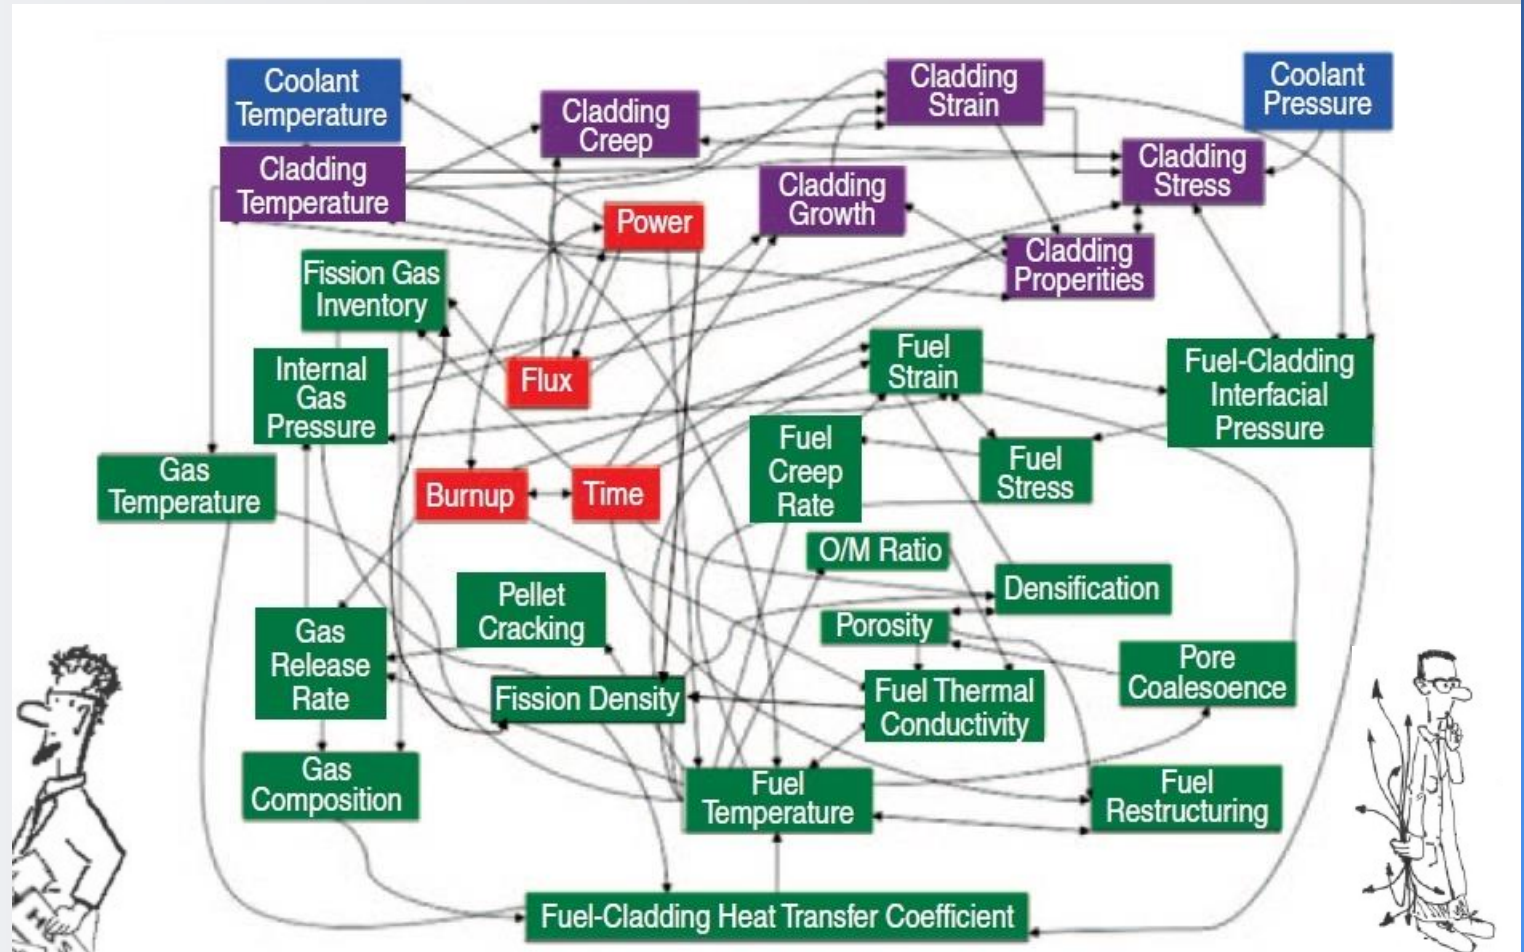 Coolant
Temperature
Cladding
Creep
Cladding
Strain
Coolant
Pressure
Cladding
Temperature
Cladding
Stress
Cladding
Growth
Power
Cladding
Properities
Fission Gas
Inventory
Internal
Gas
Pressure
Flux
Fuel
Strain
Fuel-Cladding
Interfacial
Pressure
Gas
Temperature
Burnup
Time
Fuel
Creep
Rate
Fuel
Stress
O/M Ratio
Densification
Pellet
Cracking
Porosity
Gas
Release
Rate
Fission Density
Fuel Thermal
Conductivity
Pore
Coalesoence
Gas
Composition
Fuel
Temperature
Fuel
Restructuring
Fuel-Cladding Heat Transfer Coefficient